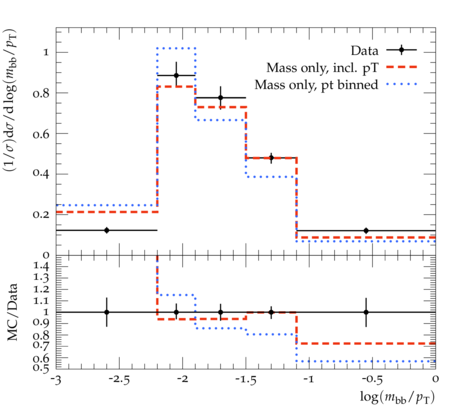 (1/σ)dσ/d log(m_bb/p_T)
1
0.8
0.6
0.4
0.2
0
Data
Mass only, incl. pT
Mass only, pt binned
MC/Data
1.4
1.3
1.2
1.1
1
0.9
0.8
0.7
0.6
0.5
-3 -2.5 -2 -1.5 -1 -0.5 0
log(m_bb/p_T)